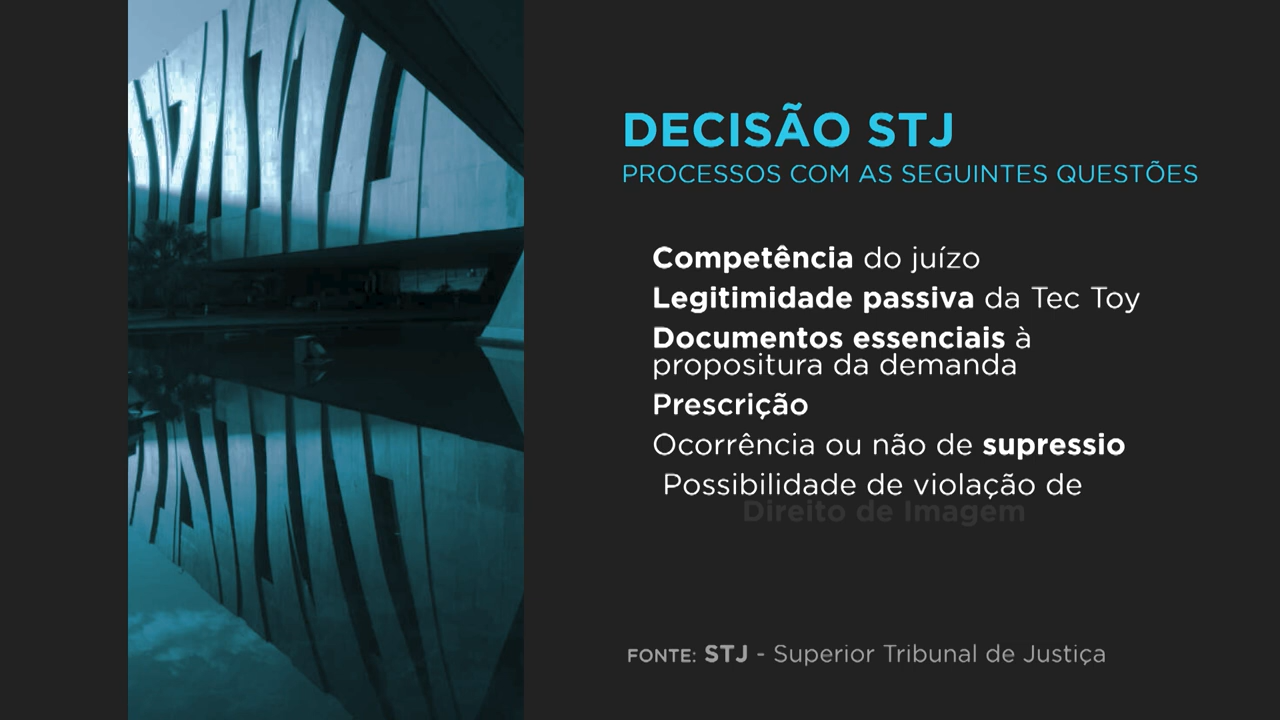 DECISÃO STJ
PROCESSOS COM AS SEGUINTES QUESTÕES
Competência do juízo
Legitimidade passiva da Tec Toy
Documentos essenciais à
propositura da demanda
Prescrição
Ocorrência ou não de supressio
Possibilidade de violação de
Direito de Imagem
FONTE: STJ - Superior Tribunal de Justiça